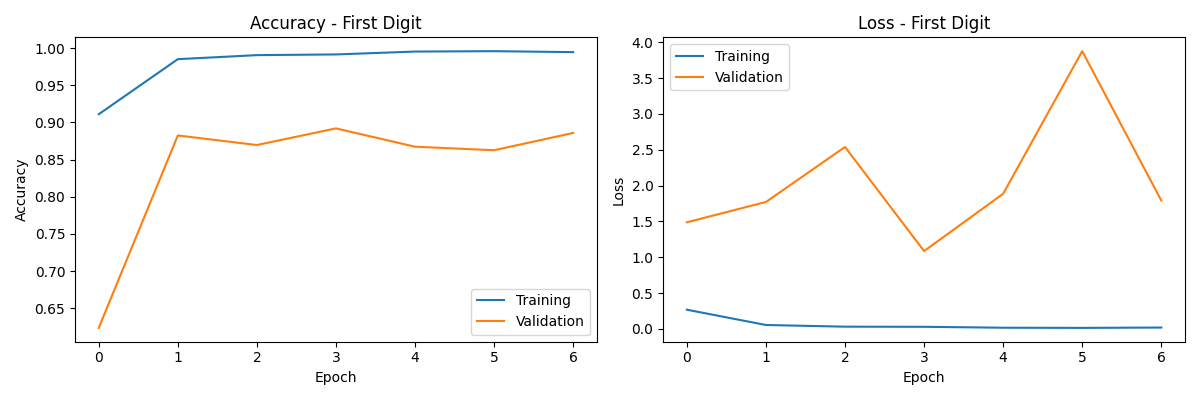 Accuracy - First Digit
1.00
0.95
0.90
0.85
0.80
0.75
0.70
0.65
Accuracy
0 1 2 3 4 5 6
Epoch
Training
Validation
Loss - First Digit
4.0
3.5
3.0
2.5
2.0
1.5
1.0
0.5
0.0
Loss
0 1 2 3 4 5 6
Epoch
Training
Validation